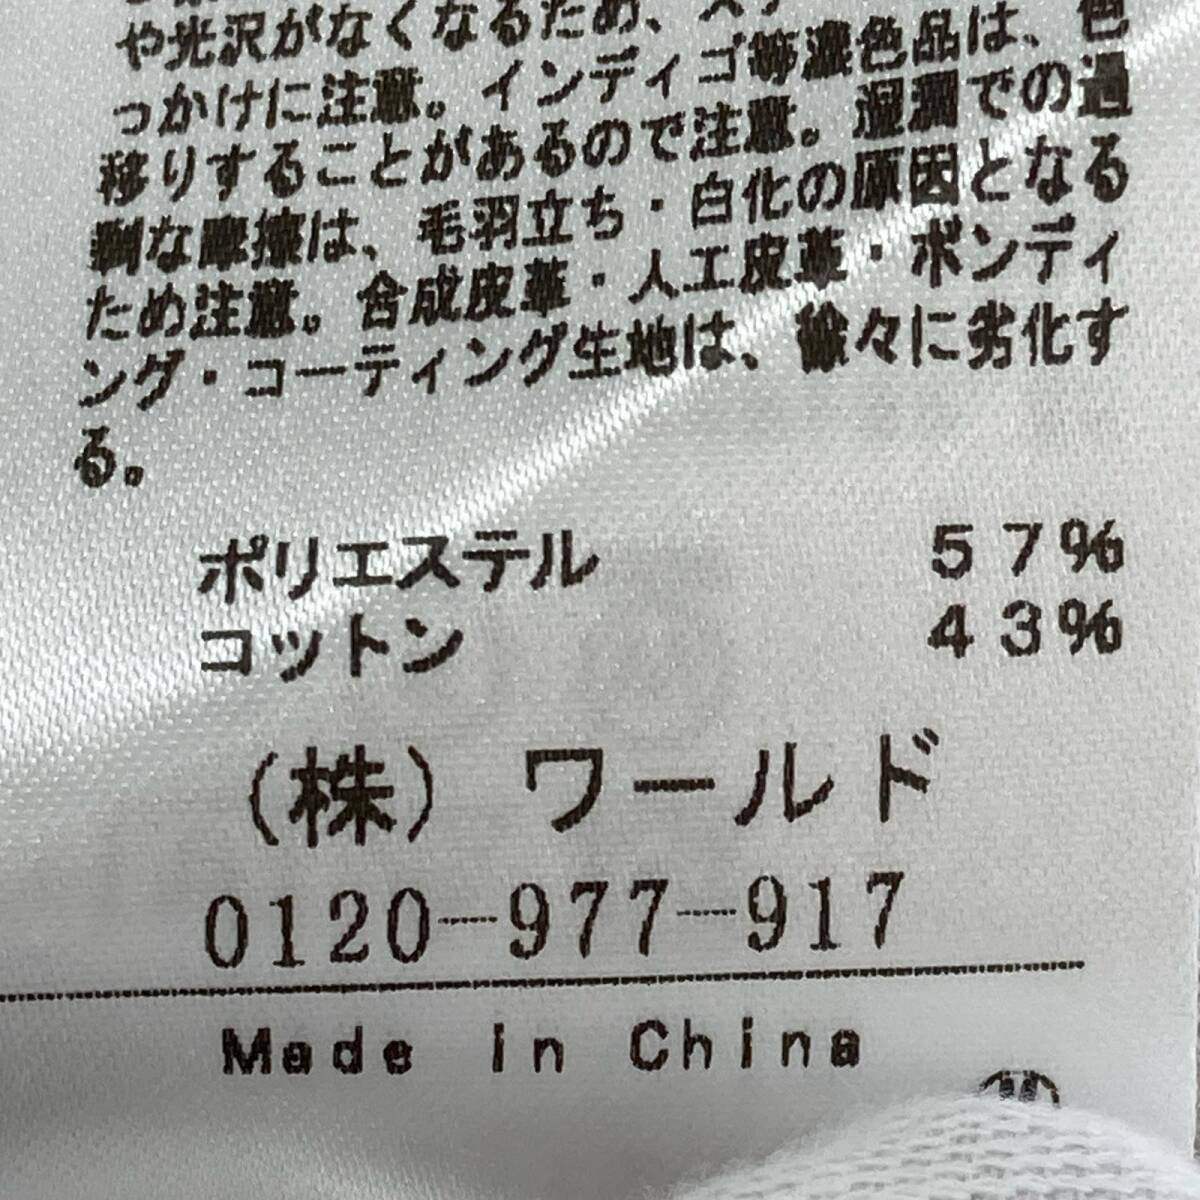 や光沢がなくなるため、スチ
っかけに注意。インディゴ等濃色品は、色
移りすることがあるので注意。湿潤での過
剰な摩擦は、毛羽立ち・白化の原因となる
ため注意。合成皮革・人工皮革・ボンディ
ング・コーティング生地は、徐々に劣化す
る。
ポリエステル 57%
コットン 43%
(株) ワールド
0120-977-917
Made in China